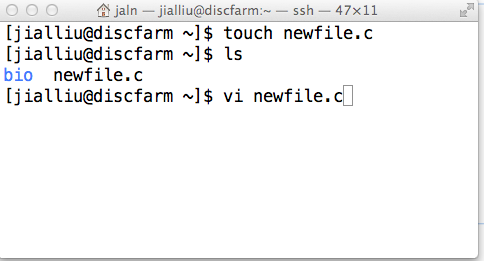 jaln — jialliu@discfarm:~ — ssh — 47×11
[jialliu@discfarm ~]$ touch newfile.c
[jialliu@discfarm ~]$ ls
bio  newfile.c
[jialliu@discfarm ~]$ vi newfile.c